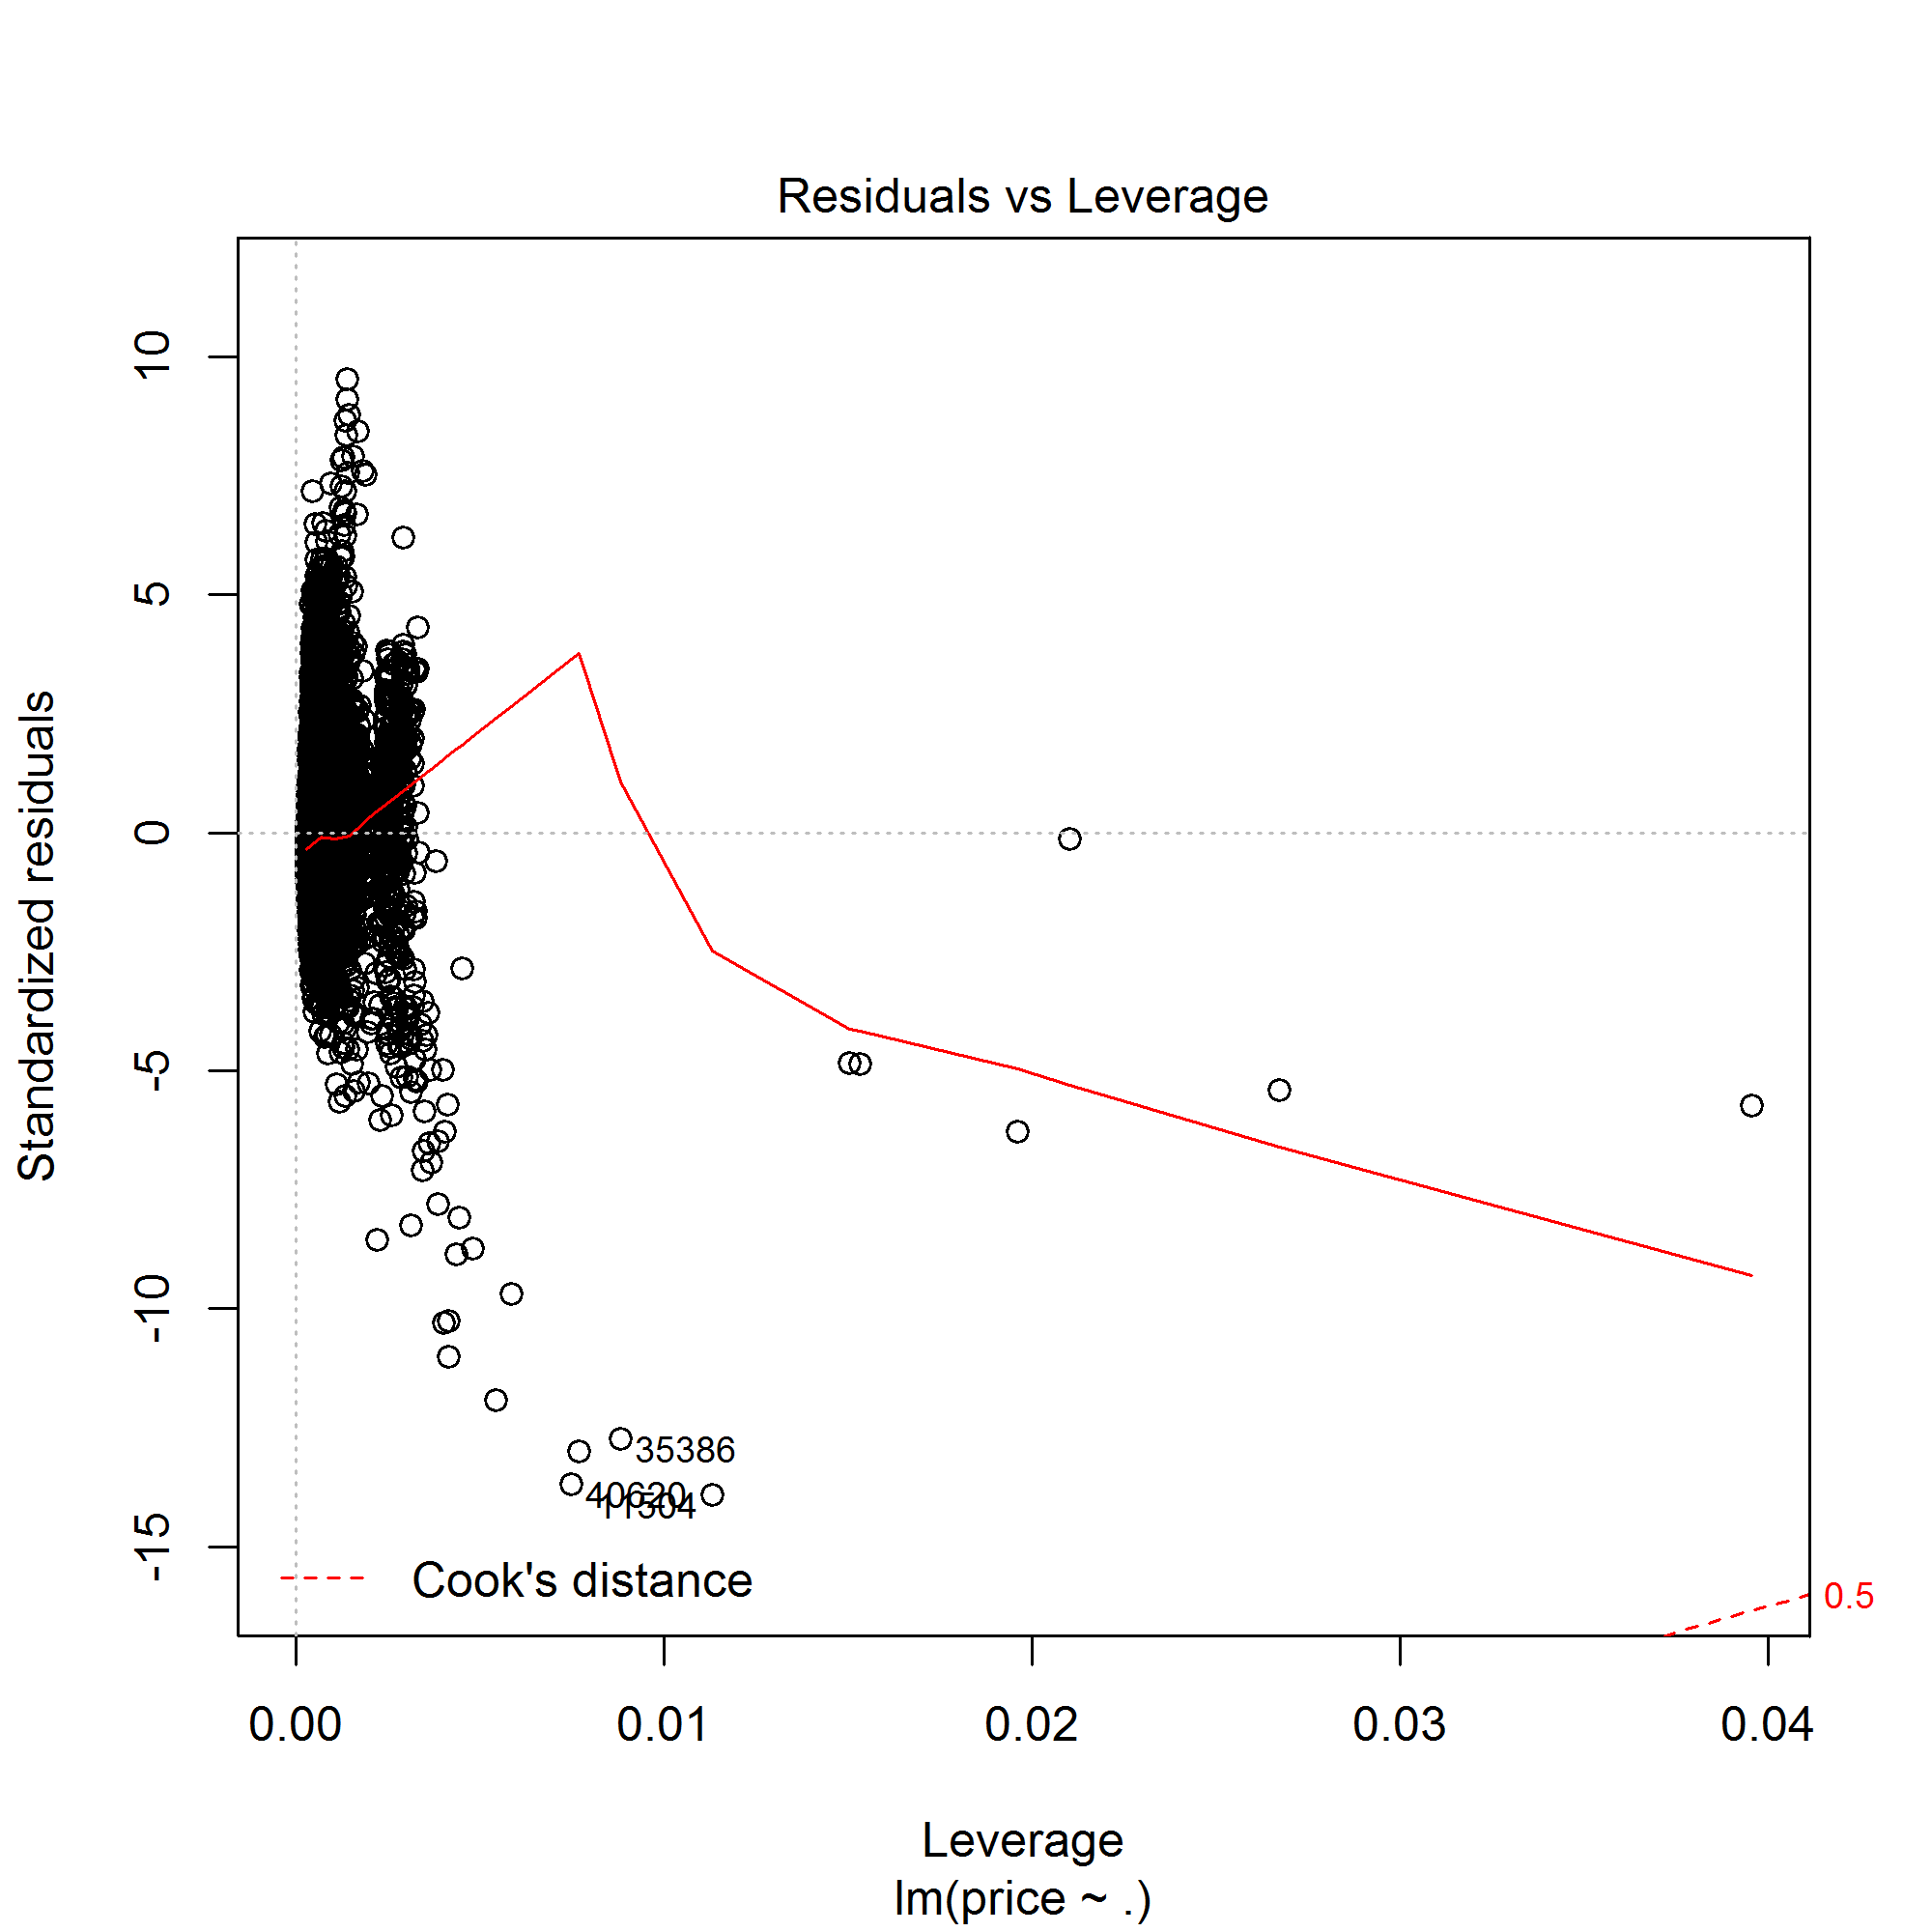 Residuals vs Leverage
10
5
0
-5
-10
-15
Standardized residuals
35386
40620
11504
Cook's distance
0.5
0.00 0.01 0.02 0.03 0.04
Leverage
lm(price ~ .)